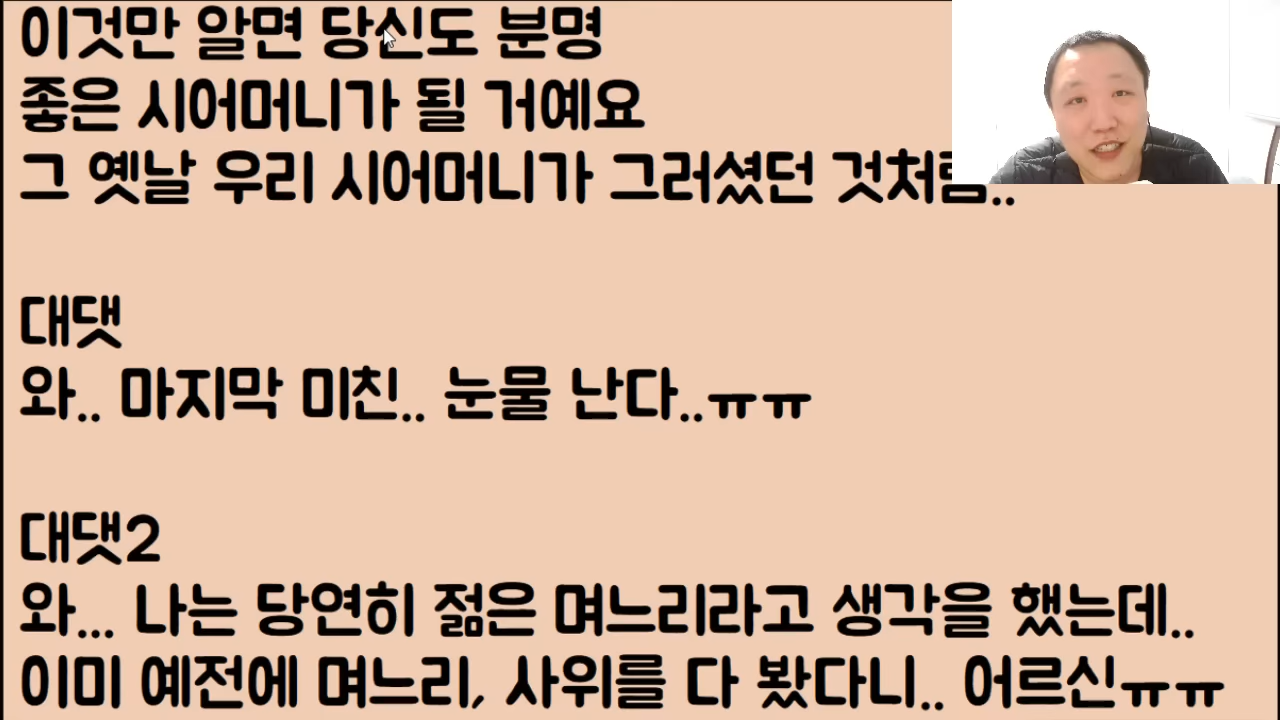 이것만 알면 당신도 분명
좋은 시어머니가 될 거예요
그 옛날 우리 시어머니가 그러셨던 것처럼..
대댓
와.. 마지막 미친.. 눈물 난다..ㅠㅠ
대댓2
와... 나는 당연히 젊은 며느리라고 생각을 했는데..
이미 예전에 며느리, 사위를 다 봤다니.. 어르신ㅠㅠ